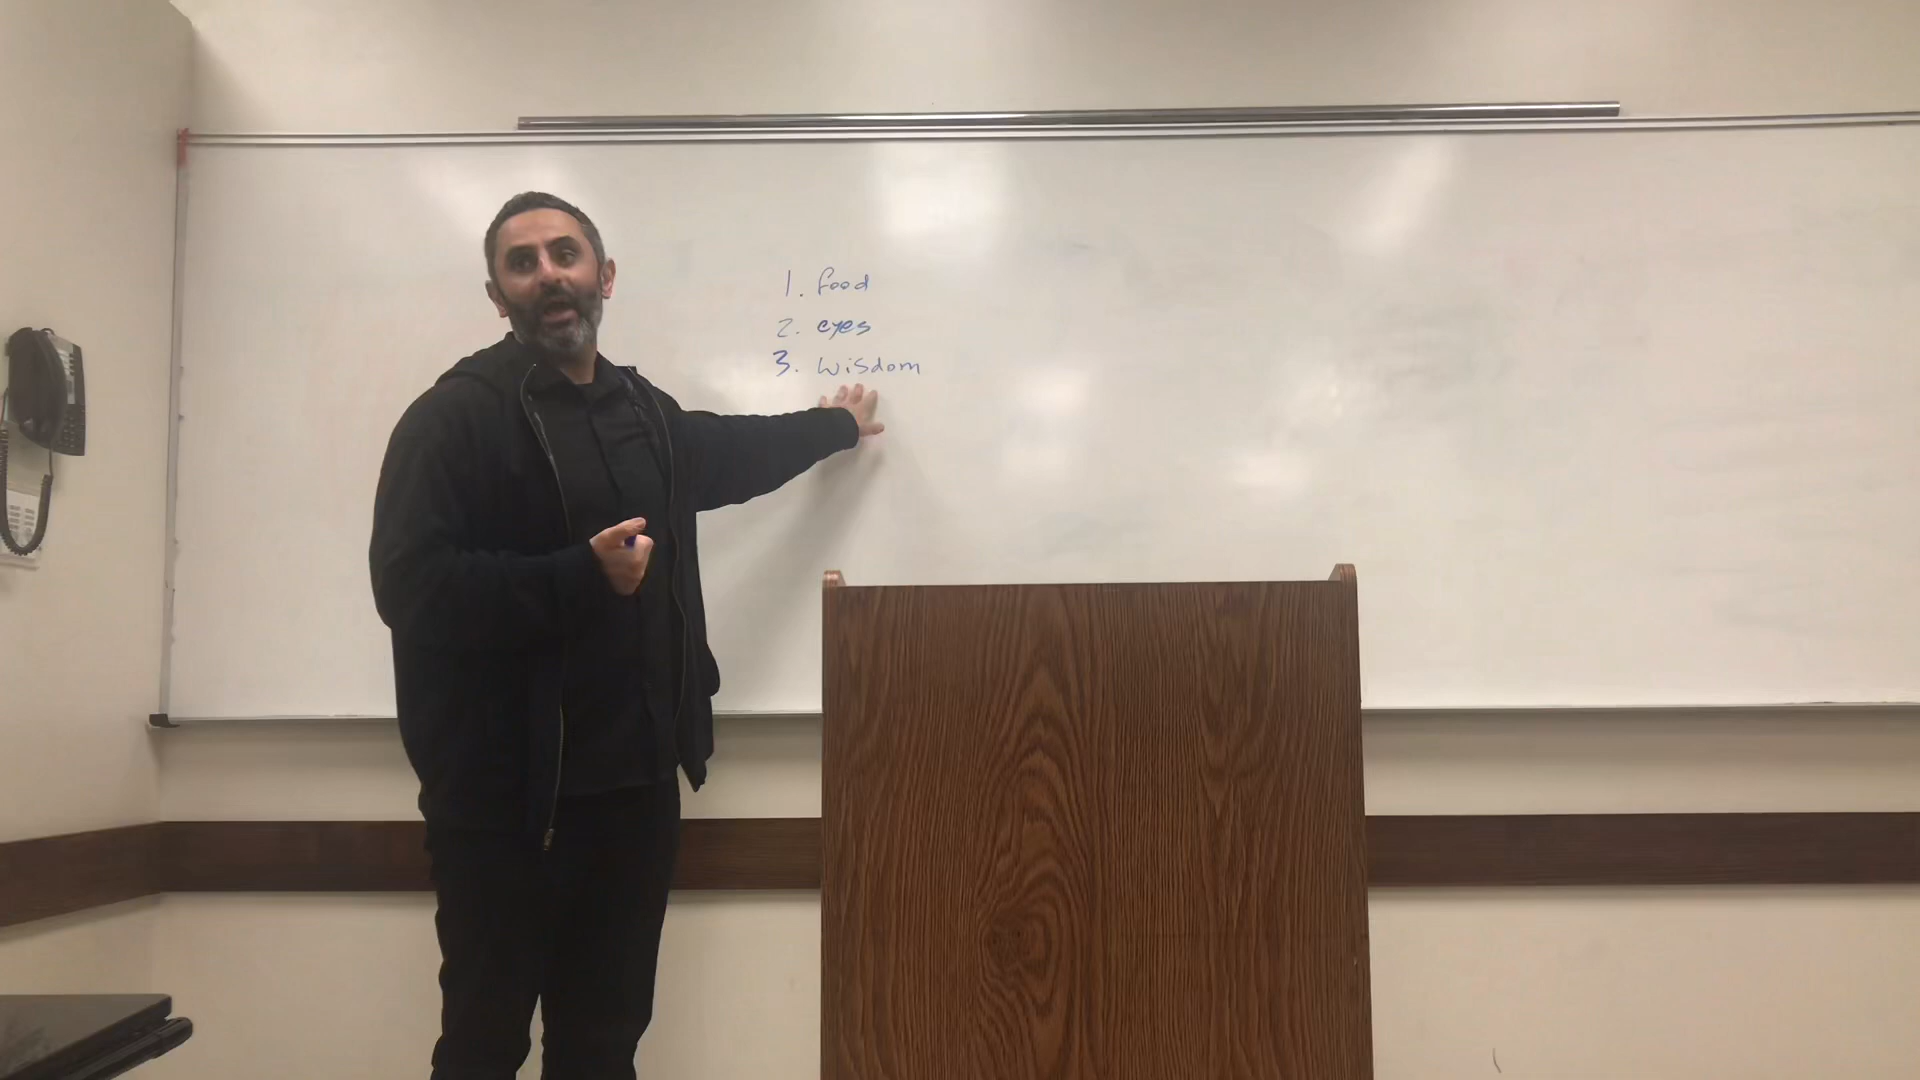 1. food
2. eyes
3. wisdom